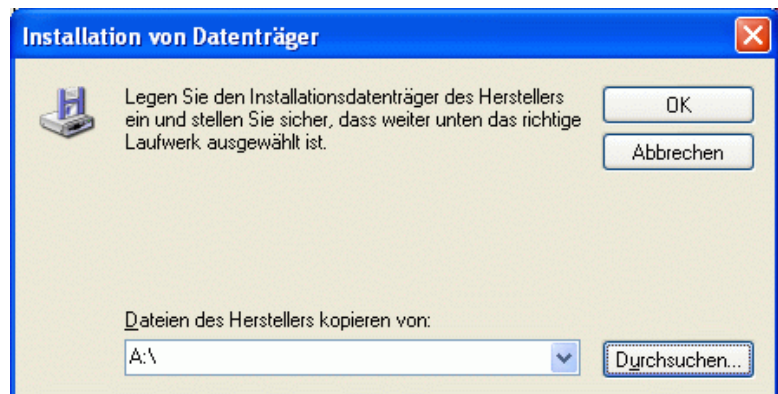 Installation von Datenträger
Legen Sie den Installationsdatenträger des Herstellers
ein und stellen Sie sicher, dass weiter unten das richtige
Laufwerk ausgewählt ist.
OK
Abbrechen
Dateien des Herstellers kopieren von:
A:\
Durchsuchen...